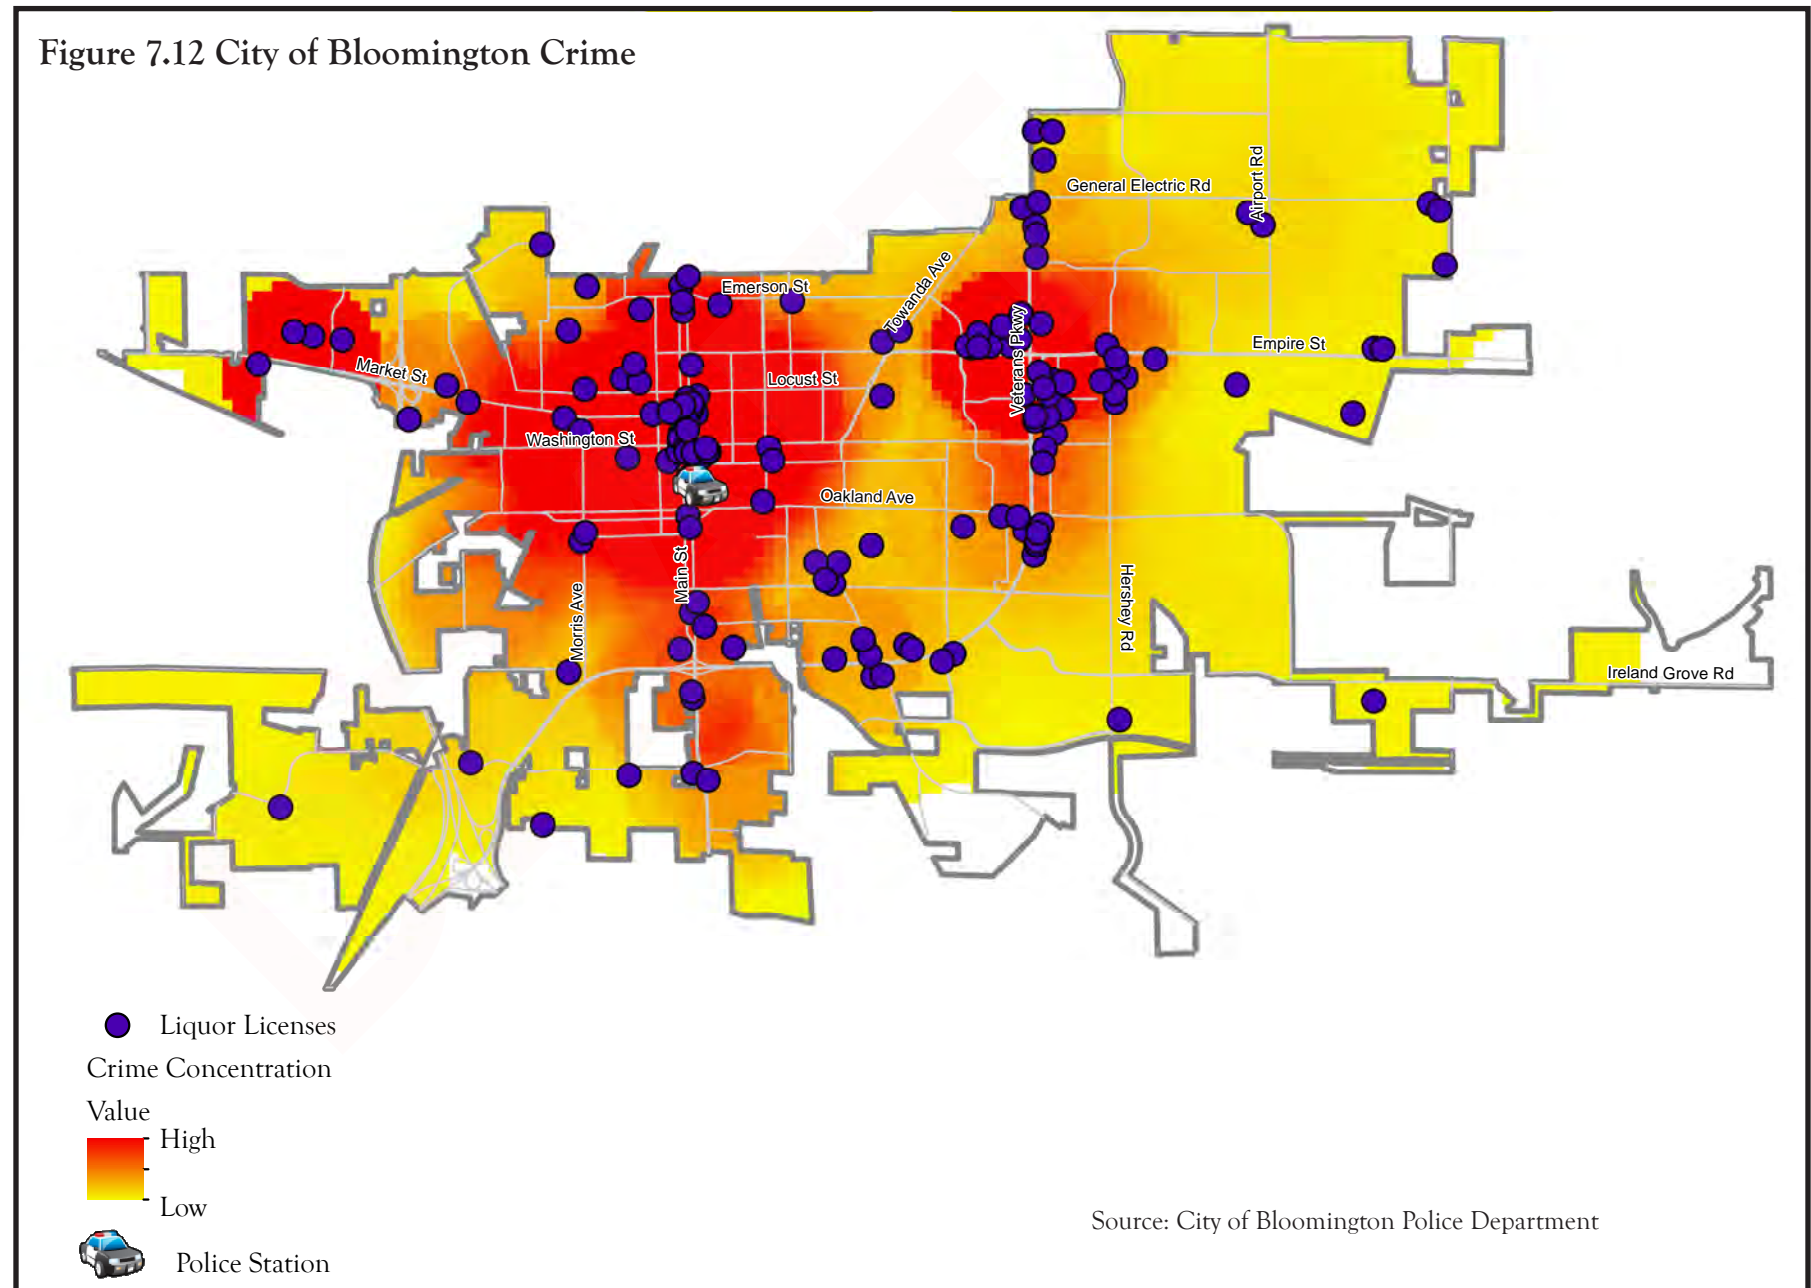 Figure 7.12 City of Bloomington Crime
General Electric Rd
Airport Rd
Towanda Ave
Emerson St
Veterans Pkwy
Empire St
Market St
Locust St
Washington St
Oakland Ave
Main St
Morris Ave
Hershey Rd
Ireland Grove Rd
Liquor Licenses
Crime Concentration
Value
High
Low
Police Station
Source: City of Bloomington Police Department